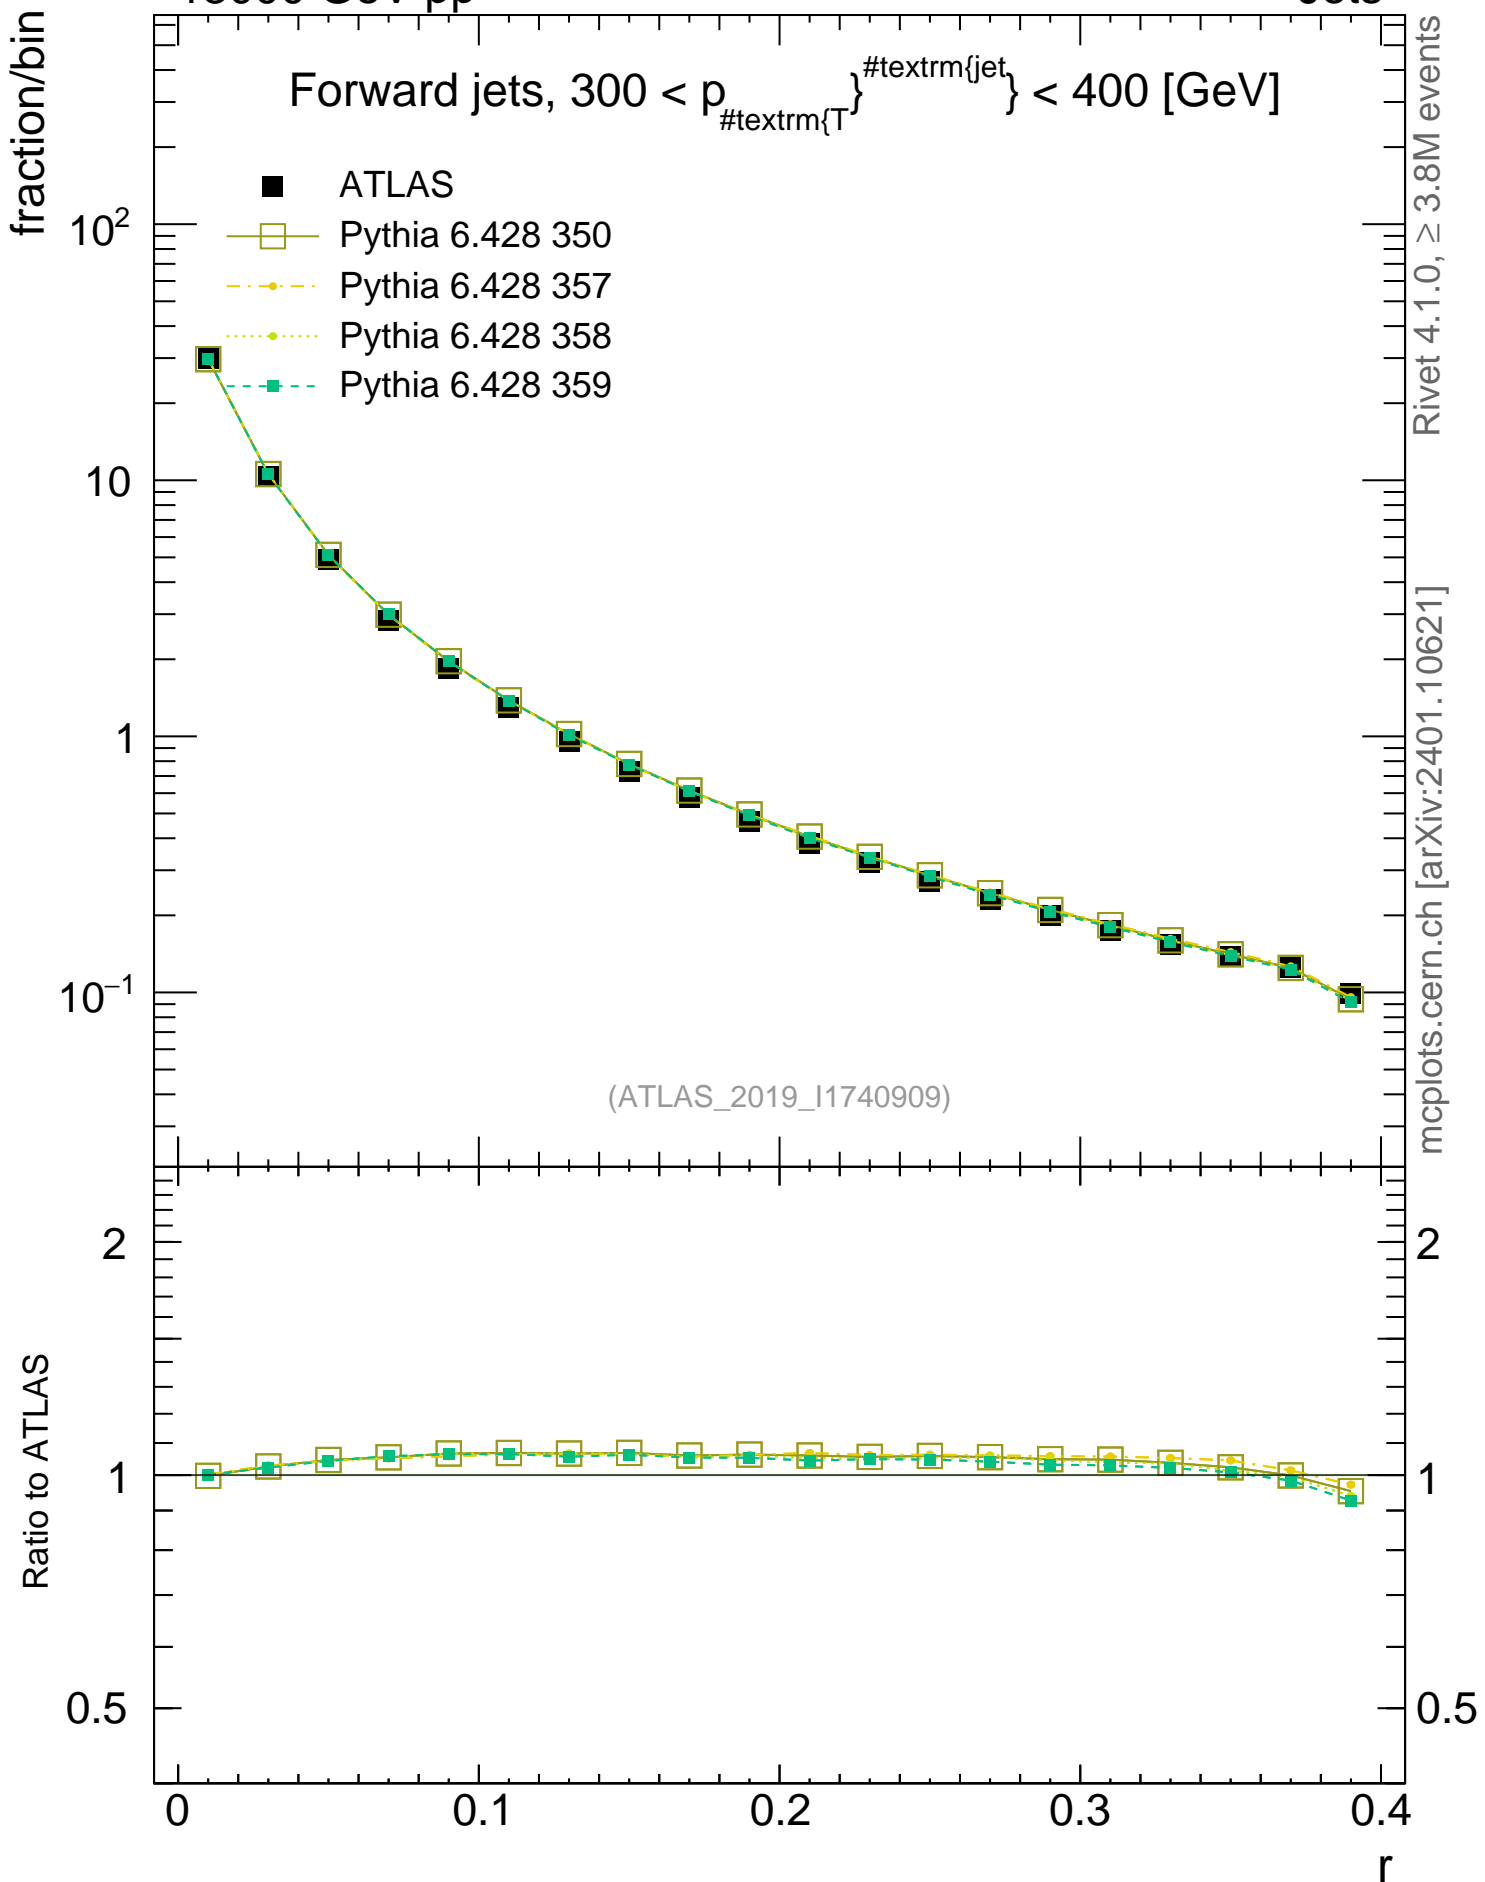 fraction/bin
Forward jets, 300 < p_{#textrm{T}}^{#textrm{jet}} < 400 [GeV]
ATLAS
Pythia 6.428 350
Pythia 6.428 357
Pythia 6.428 358
Pythia 6.428 359
10²
10
1
10⁻¹
(ATLAS_2019_I1740909)
Rivet 4.1.0, ≥ 3.8M events
mcplots.cern.ch [arXiv:2401.10621]
Ratio to ATLAS
2
1
0.5
2
1
0.5
0 0.1 0.2 0.3 0.4
r